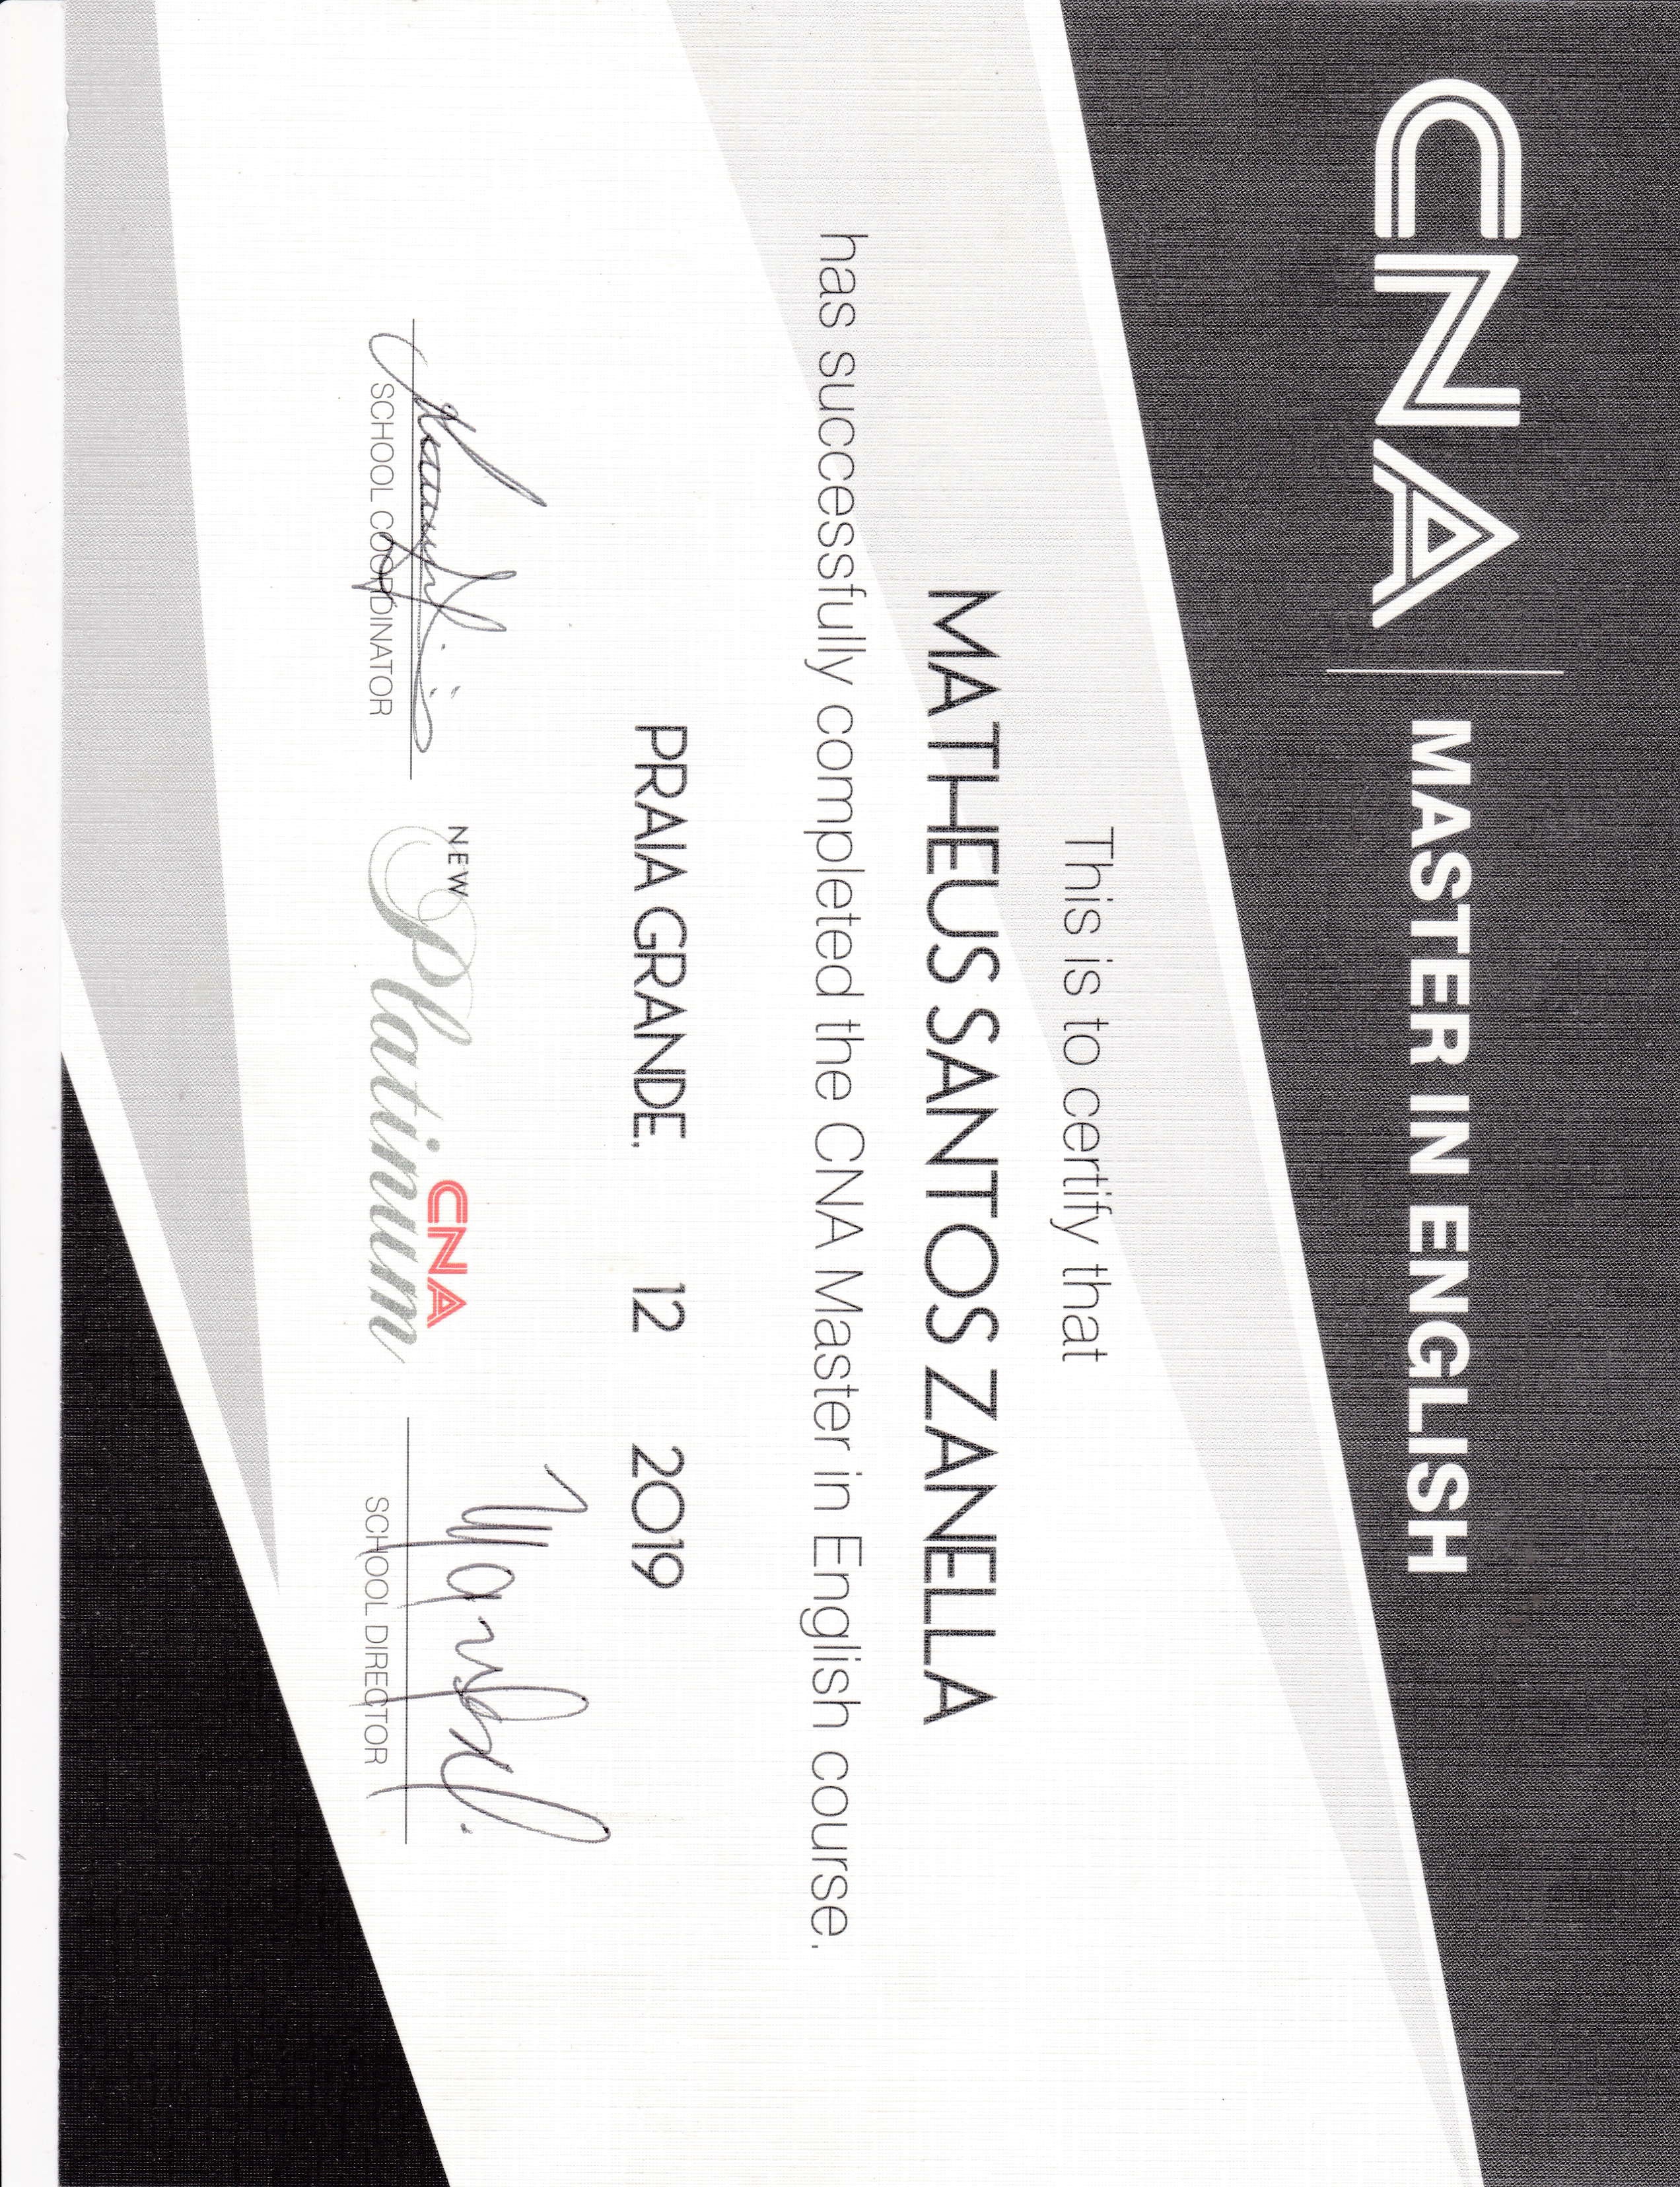 CNA MASTER IN ENGLISH
This is to certify that
MATHEUS SANTOS ZANELLA
has successfully completed the CNA Master in English course.
PRAIA GRANDE, 12 2019
NEW CNA
Platinum
SCHOOL COORDINATOR
SCHOOL DIRECTOR